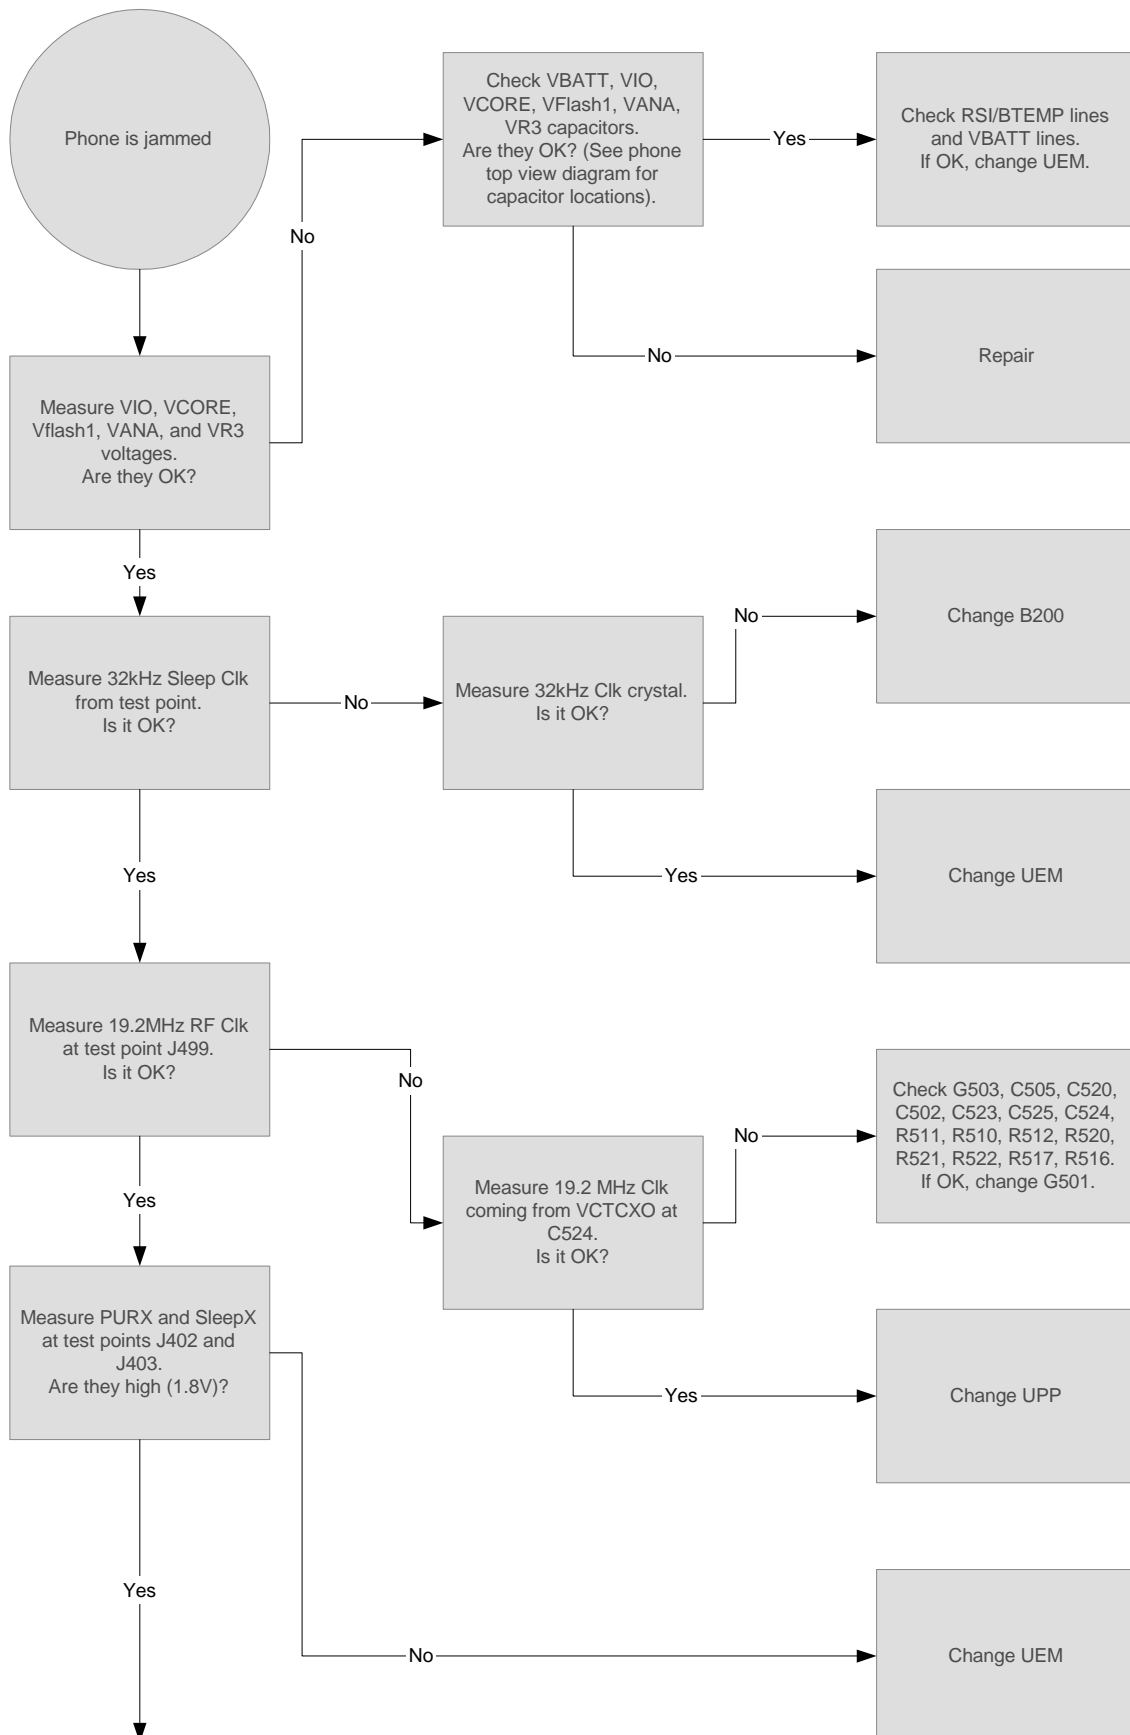 Phone is jammed
Check VBATT, VIO,
VCORE, VFlash1, VANA,
VR3 capacitors.
Are they OK? (See phone
top view diagram for
capacitor locations).
Yes
Check RSI/BTEMP lines
and VBATT lines.
If OK, change UEM.
No
No
Repair
Measure VIO, VCORE,
Vflash1, VANA, and VR3
voltages.
Are they OK?
Yes
Measure 32kHz Sleep Clk
from test point.
Is it OK?
No
Measure 32kHz Clk crystal.
Is it OK?
No
Change B200
Yes
Change UEM
Yes
Measure 19.2MHz RF Clk
at test point J499.
Is it OK?
No
Measure 19.2 MHz Clk
coming from VCTCXO at
C524.
Is it OK?
No
Check G503, C505, C520,
C502, C523, C525, C524,
R511, R510, R512, R520,
R521, R522, R517, R516.
If OK, change G501.
Yes
Change UPP
Yes
Measure PURX and SleepX
at test points J402 and
J403.
Are they high (1.8V)?
Yes
No
Change UEM